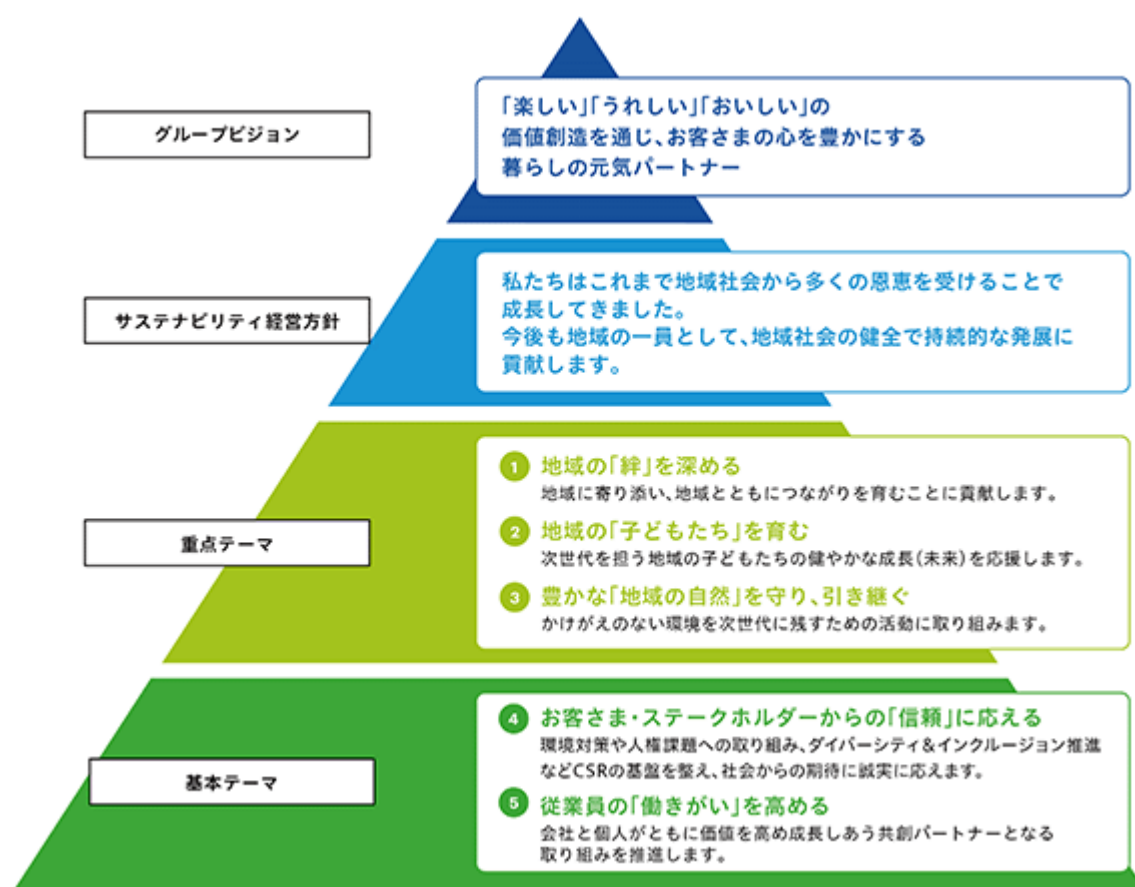 グループビジョン
「楽しい」「うれしい」「おいしい」の
価値創造を通じ、お客さまの心を豊かにする
暮らしの元気パートナー
サステナビリティ経営方針
私たちはこれまで地域社会から多くの恩恵を受けることで
成長してきました。
今後も地域の一員として、地域社会の健全で持続的な発展に
貢献します。
重点テーマ
1 地域の「絆」を深める
地域に寄り添い、地域とともにつながりを育むことに貢献します。
2 地域の「子どもたち」を育む
次世代を担う地域の子どもたちの健やかな成長(未来)を応援します。
3 豊かな「地域の自然」を守り、引き継ぐ
かけがえのない環境を次世代に残すための活動に取り組みます。
基本テーマ
4 お客さま・ステークホルダーからの「信頼」に応える
環境対策や人権課題への取り組み、ダイバーシティ&インクルージョン推進
などCSRの基盤を整え、社会からの期待に誠実に応えます。
5 従業員の「働きがい」を高める
会社と個人がともに価値を高め成長しあう共創パートナーとなる
取り組みを推進します。